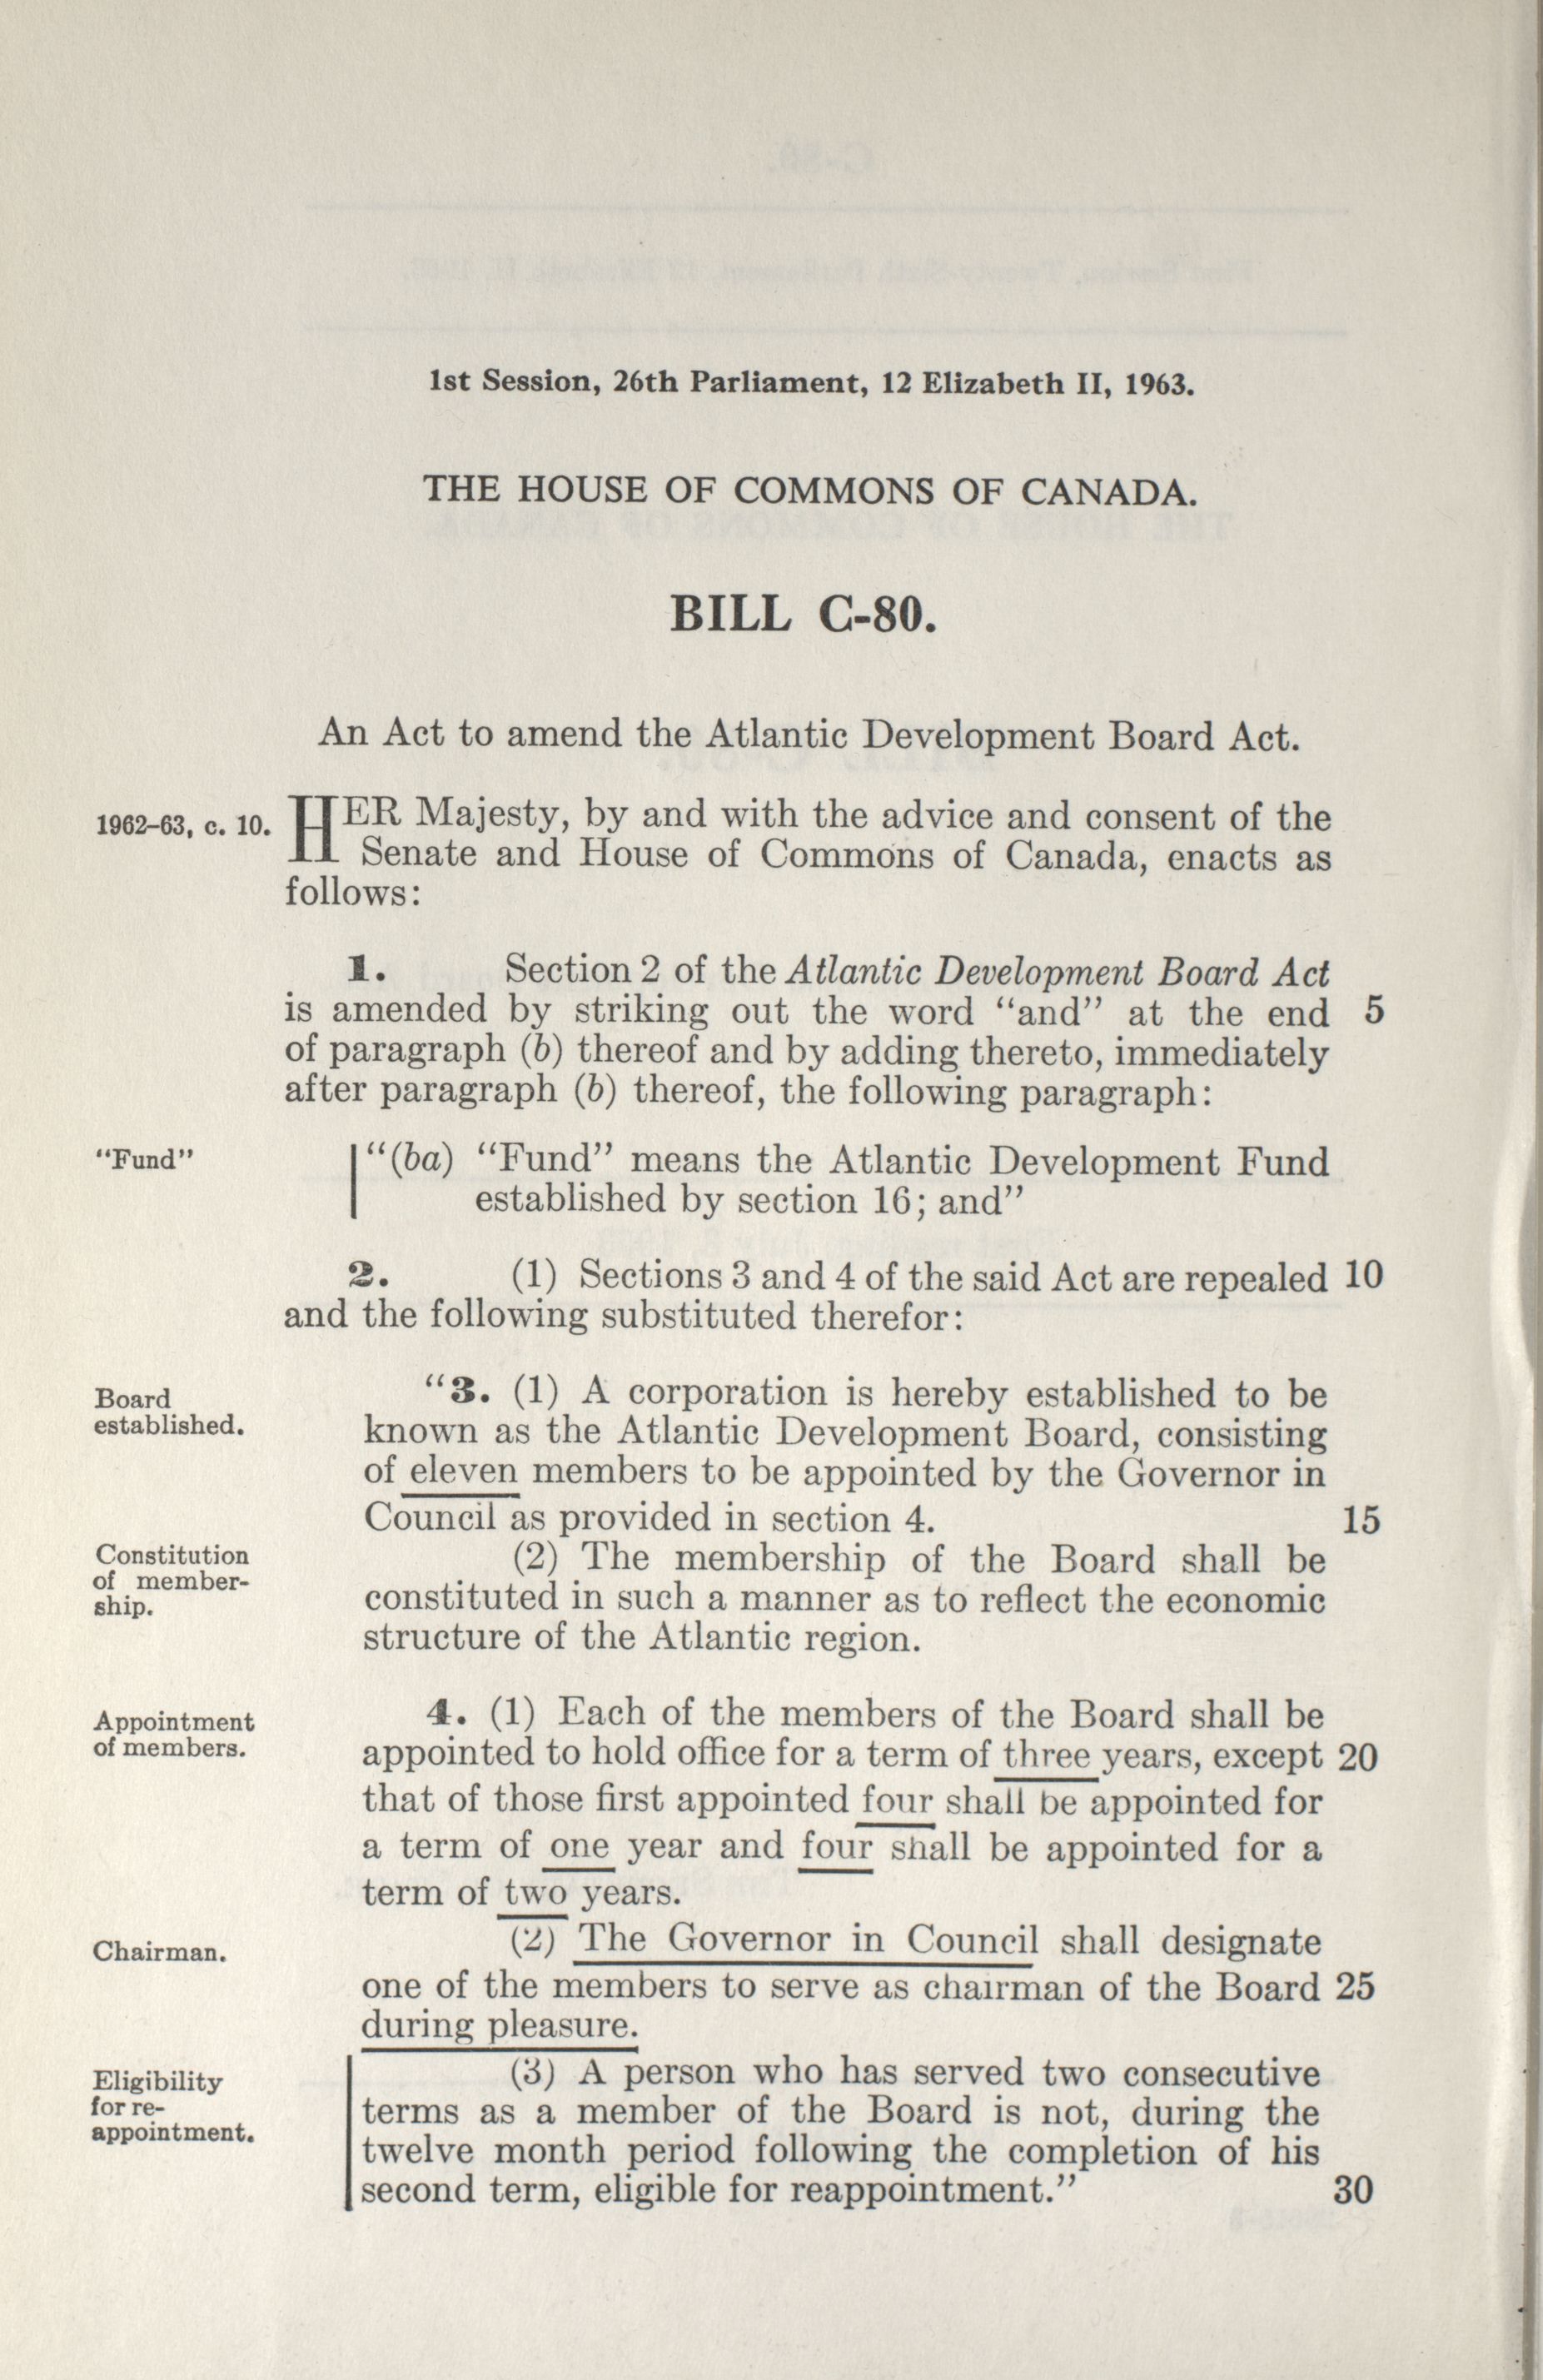 1st Session, 26th Parliament, 12 Elizabeth II, 1963.
THE HOUSE OF COMMONS OF CANADA.
BILL C-80.
An Act to amend the Atlantic Development Board Act.
1962–63, c. 10.
HER Majesty, by and with the advice and consent of the
Senate and House of Commons of Canada, enacts as
follows:
1. Section 2 of the Atlantic Development Board Act
is amended by striking out the word “and” at the end 5
of paragraph (b) thereof and by adding thereto, immediately
after paragraph (b) thereof, the following paragraph:
“Fund”
“(ba) “Fund” means the Atlantic Development Fund
established by section 16; and”
2. (1) Sections 3 and 4 of the said Act are repealed 10
and the following substituted therefor:
Board
established.
“3. (1) A corporation is hereby established to be
known as the Atlantic Development Board, consisting
of eleven members to be appointed by the Governor in
Council as provided in section 4. 15
Constitution
of member-
ship.
(2) The membership of the Board shall be
constituted in such a manner as to reflect the economic
structure of the Atlantic region.
Appointment
of members.
4. (1) Each of the members of the Board shall be
appointed to hold office for a term of three years, except 20
that of those first appointed four shall be appointed for
a term of one year and four shall be appointed for a
term of two years.
Chairman.
(2) The Governor in Council shall designate
one of the members to serve as chairman of the Board 25
during pleasure.
Eligibility
for re-
appointment.
(3) A person who has served two consecutive
terms as a member of the Board is not, during the
twelve month period following the completion of his
second term, eligible for reappointment.” 30